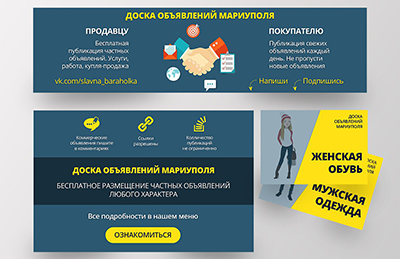 ДОСКА ОБЪЯВЛЕНИЙ МАРИУПОЛЯ
ПРОДАВЦУ
Бесплатная
публикация частных
объявлений. Услуги,
работа, купля-продажа
vk.com/slavna_baraholka
ПОКУПАТЕЛЮ
Публикация свежих
объявлений каждый
день. Не пропусти
новые объявления
Напиши
Подпишись
Коммерческие
объявления пишите
в комментариях
Ссылки
разрешены
Колличество
публикаций
не ограничено
ДОСКА ОБЪЯВЛЕНИЙ МАРИУПОЛЯ
БЕСПЛАТНОЕ РАЗМЕЩЕНИЕ ЧАСТНЫХ ОБЪЯВЛЕНИЙ
ЛЮБОГО ХАРАКТЕРА
Все подробности в нашем меню
ОЗНАКОМИТЬСЯ
ДОСКА
ОБЪЯВЛЕНИЙ
МАРИУПОЛЯ
ЖЕНСКАЯ
ОБУВЬ
МУЖСКАЯ
ОДЕЖДА